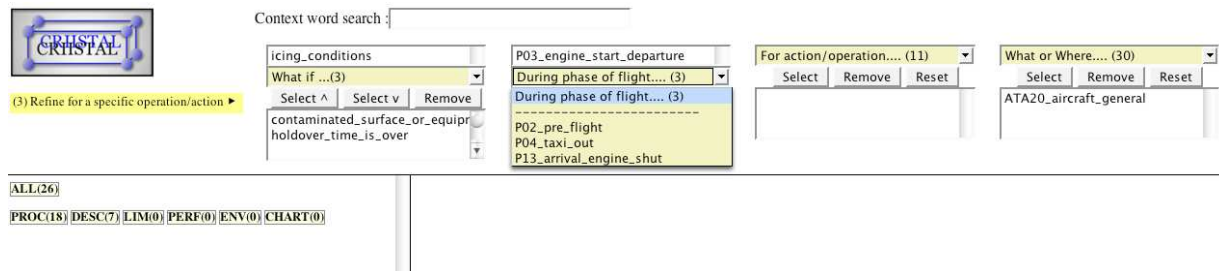 Context word search :
CRIISTAL
icing_conditions
P03_engine_start_departure
For action/operation.... (11)
What or Where.... (30)
What if ...(3)
During phase of flight.... (3)
Select Remove Reset
Select Remove Reset
(3) Refine for a specific operation/action ►
Select ^ Select v Remove
During phase of flight.... (3)
------------------------
ATA20_aircraft_general
contaminated_surface_or_equipr
holdover_time_is_over
P02_pre_flight
P04_taxi_out
P13_arrival_engine_shut
ALL(26)
PROC(18) DESC(7) LIM(0) PERF(0) ENV(0) CHART(0)